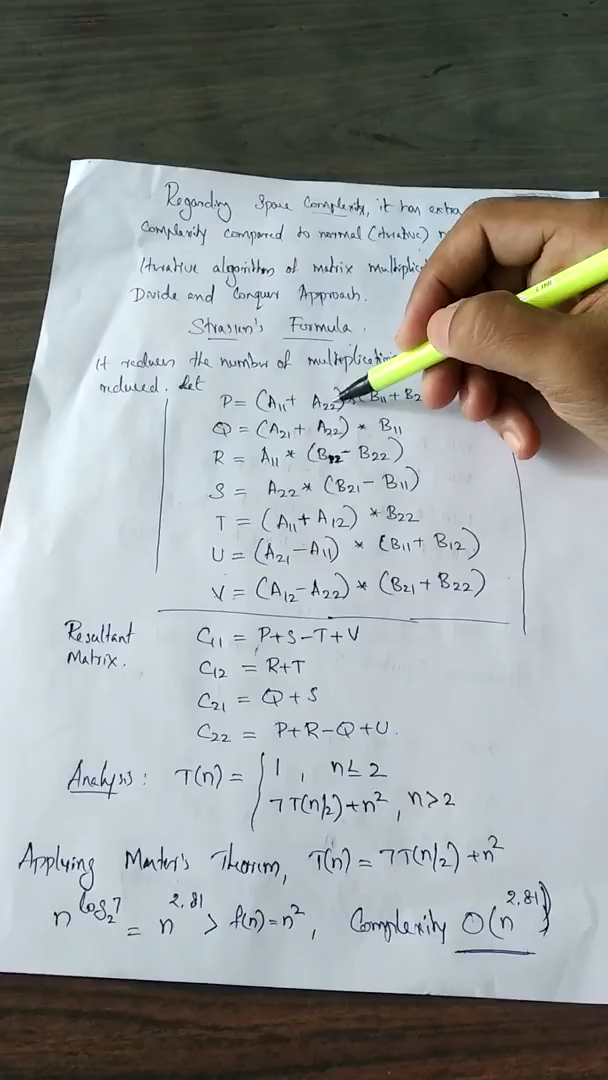 Regarding Space Complexity, it has extra
Complexity compared to normal (iterative)
Iterative algorithm of matrix
Divide and Conquer Approach.
Strassen's Formula.
It reduces the number of
reduced. let
P = (A11 + A22) * (B11 + B2
Q = (A21 + A22) * B11
R = A11 * (B12 - B22)
S = A22 * (B21 - B11)
T = (A11 + A12) * B22
U = (A21 - A11) * (B11 + B12)
V = (A12 - A22) * (B21 + B22)
Resultant Matrix.
C11 = P+S-T+V
C12 = R+T
C21 = Q+S
C22 = P+R-Q+U.
Analysis: T(n) = { 1, n≤2
7T(n/2)+n², n>2
Applying Master's Theorem, T(n) = 7T(n/2)+n²
n^log₂7 = n^2.81 > f(n)=n², Complexity O(n^2.81)